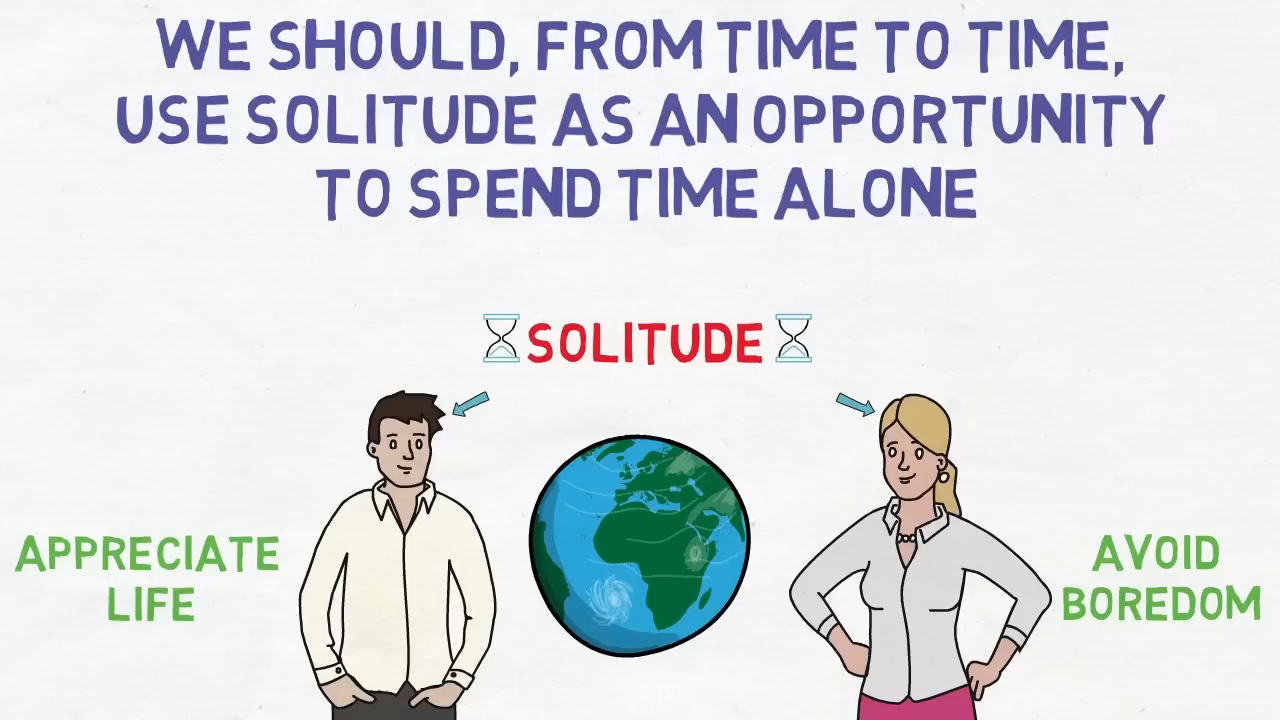 WE SHOULD, FROM TIME TO TIME,
USE SOLITUDE AS AN OPPORTUNITY
TO SPEND TIME ALONE
SOLITUDE
APPRECIATE
LIFE
AVOID
BOREDOM